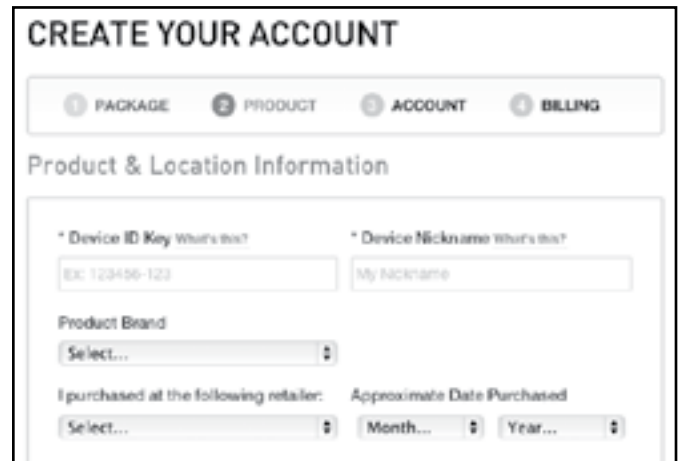 CREATE YOUR ACCOUNT
1 PACKAGE 2 PRODUCT 3 ACCOUNT 4 BILLING
Product & Location Information
* Device ID Key What's this? * Device Nickname What's this?
Ex: 123456-123 My Nickname
Product Brand
Select...
I purchased at the following retailer: Approximate Date Purchased
Select... Month... Year...